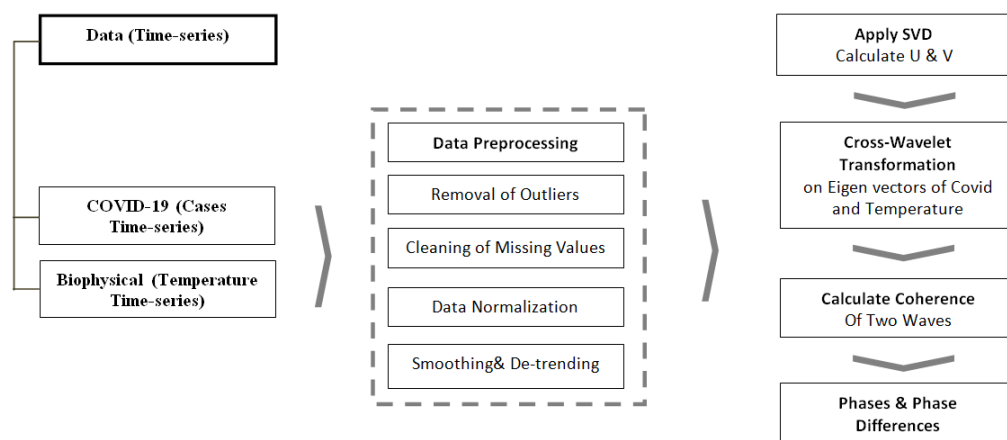 Data (Time-series)
COVID-19 (Cases
Time-series)
Biophysical (Temperature
Time-series)
Data Preprocessing
Removal of Outliers
Cleaning of Missing Values
Data Normalization
Smoothing& De-trending
Apply SVD
Calculate U & V
Cross-Wavelet
Transformation
on Eigen vectors of Covid
and Temperature
Calculate Coherence
Of Two Waves
Phases & Phase
Differences